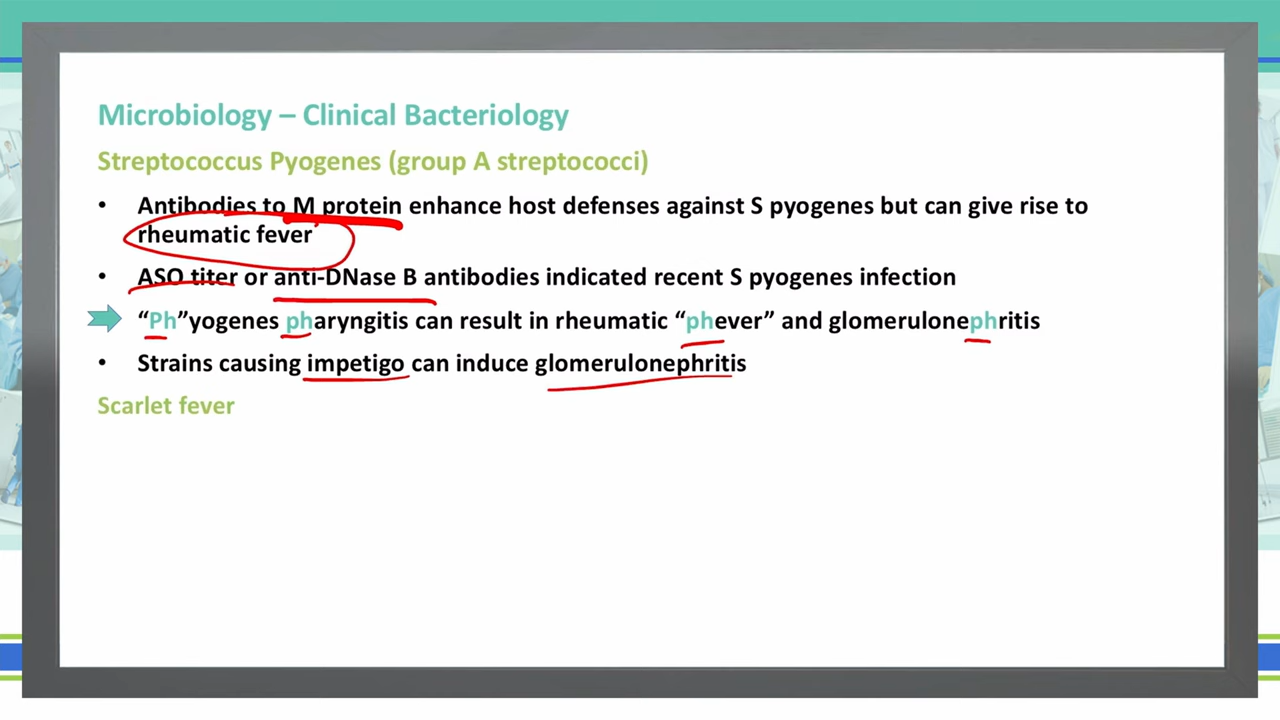 Microbiology – Clinical Bacteriology
Streptococcus Pyogenes (group A streptococci)
• Antibodies to M protein enhance host defenses against S pyogenes but can give rise to
rheumatic fever
• ASO titer or anti-DNase B antibodies indicated recent S pyogenes infection
“Ph”yogenes pharyngitis can result in rheumatic “phever” and glomerulonephritis
• Strains causing impetigo can induce glomerulonephritis
Scarlet fever